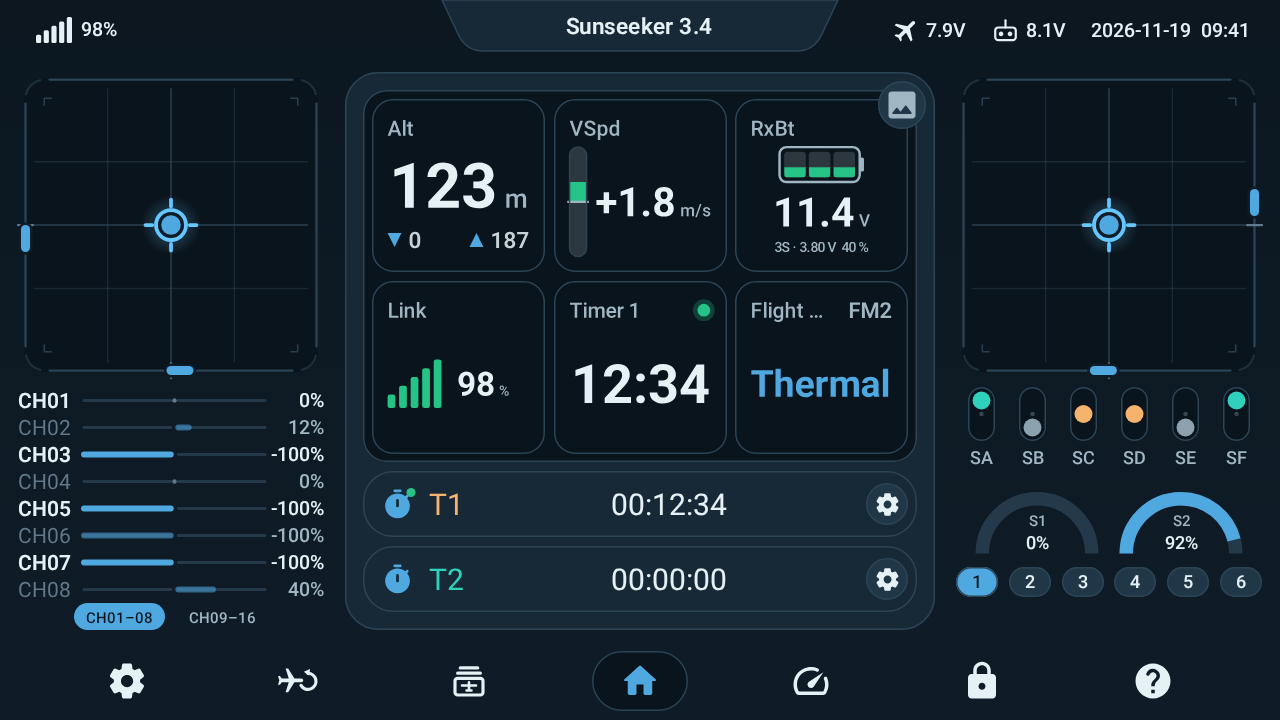 98%
Sunseeker 3.4
7.9V
8.1V
2026-11-19 09:41
Alt
123 m
0
187
VSpd
+1.8 m/s
RxBt
11.4 V
3S · 3.80 V 40 %
Link
98 %
Timer 1
12:34
Flight ... FM2
Thermal
T1 00:12:34
T2 00:00:00
CH01 0%
CH02 12%
CH03 -100%
CH04 0%
CH05 -100%
CH06 -100%
CH07 -100%
CH08 40%
CH01–08 CH09–16
SA SB SC SD SE SF
S1
0%
S2
92%
1 2 3 4 5 6